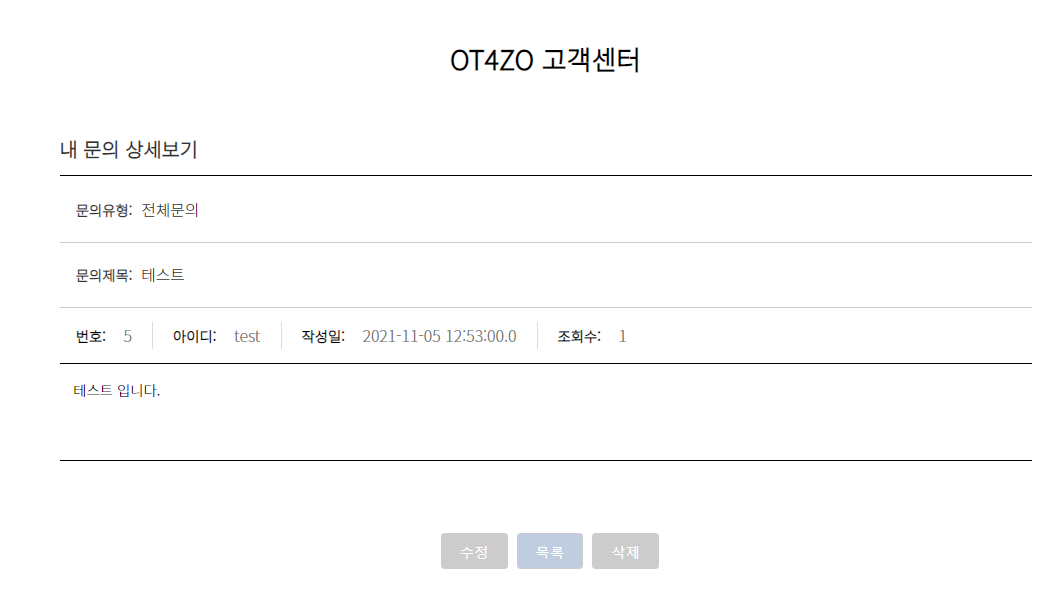 OT4ZO 고객센터
내 문의 상세보기
문의유형: 전체문의
문의제목: 테스트
번호: 5 아이디: test 작성일: 2021-11-05 12:53:00.0 조회수: 1
테스트 입니다.
수정 목록 삭제